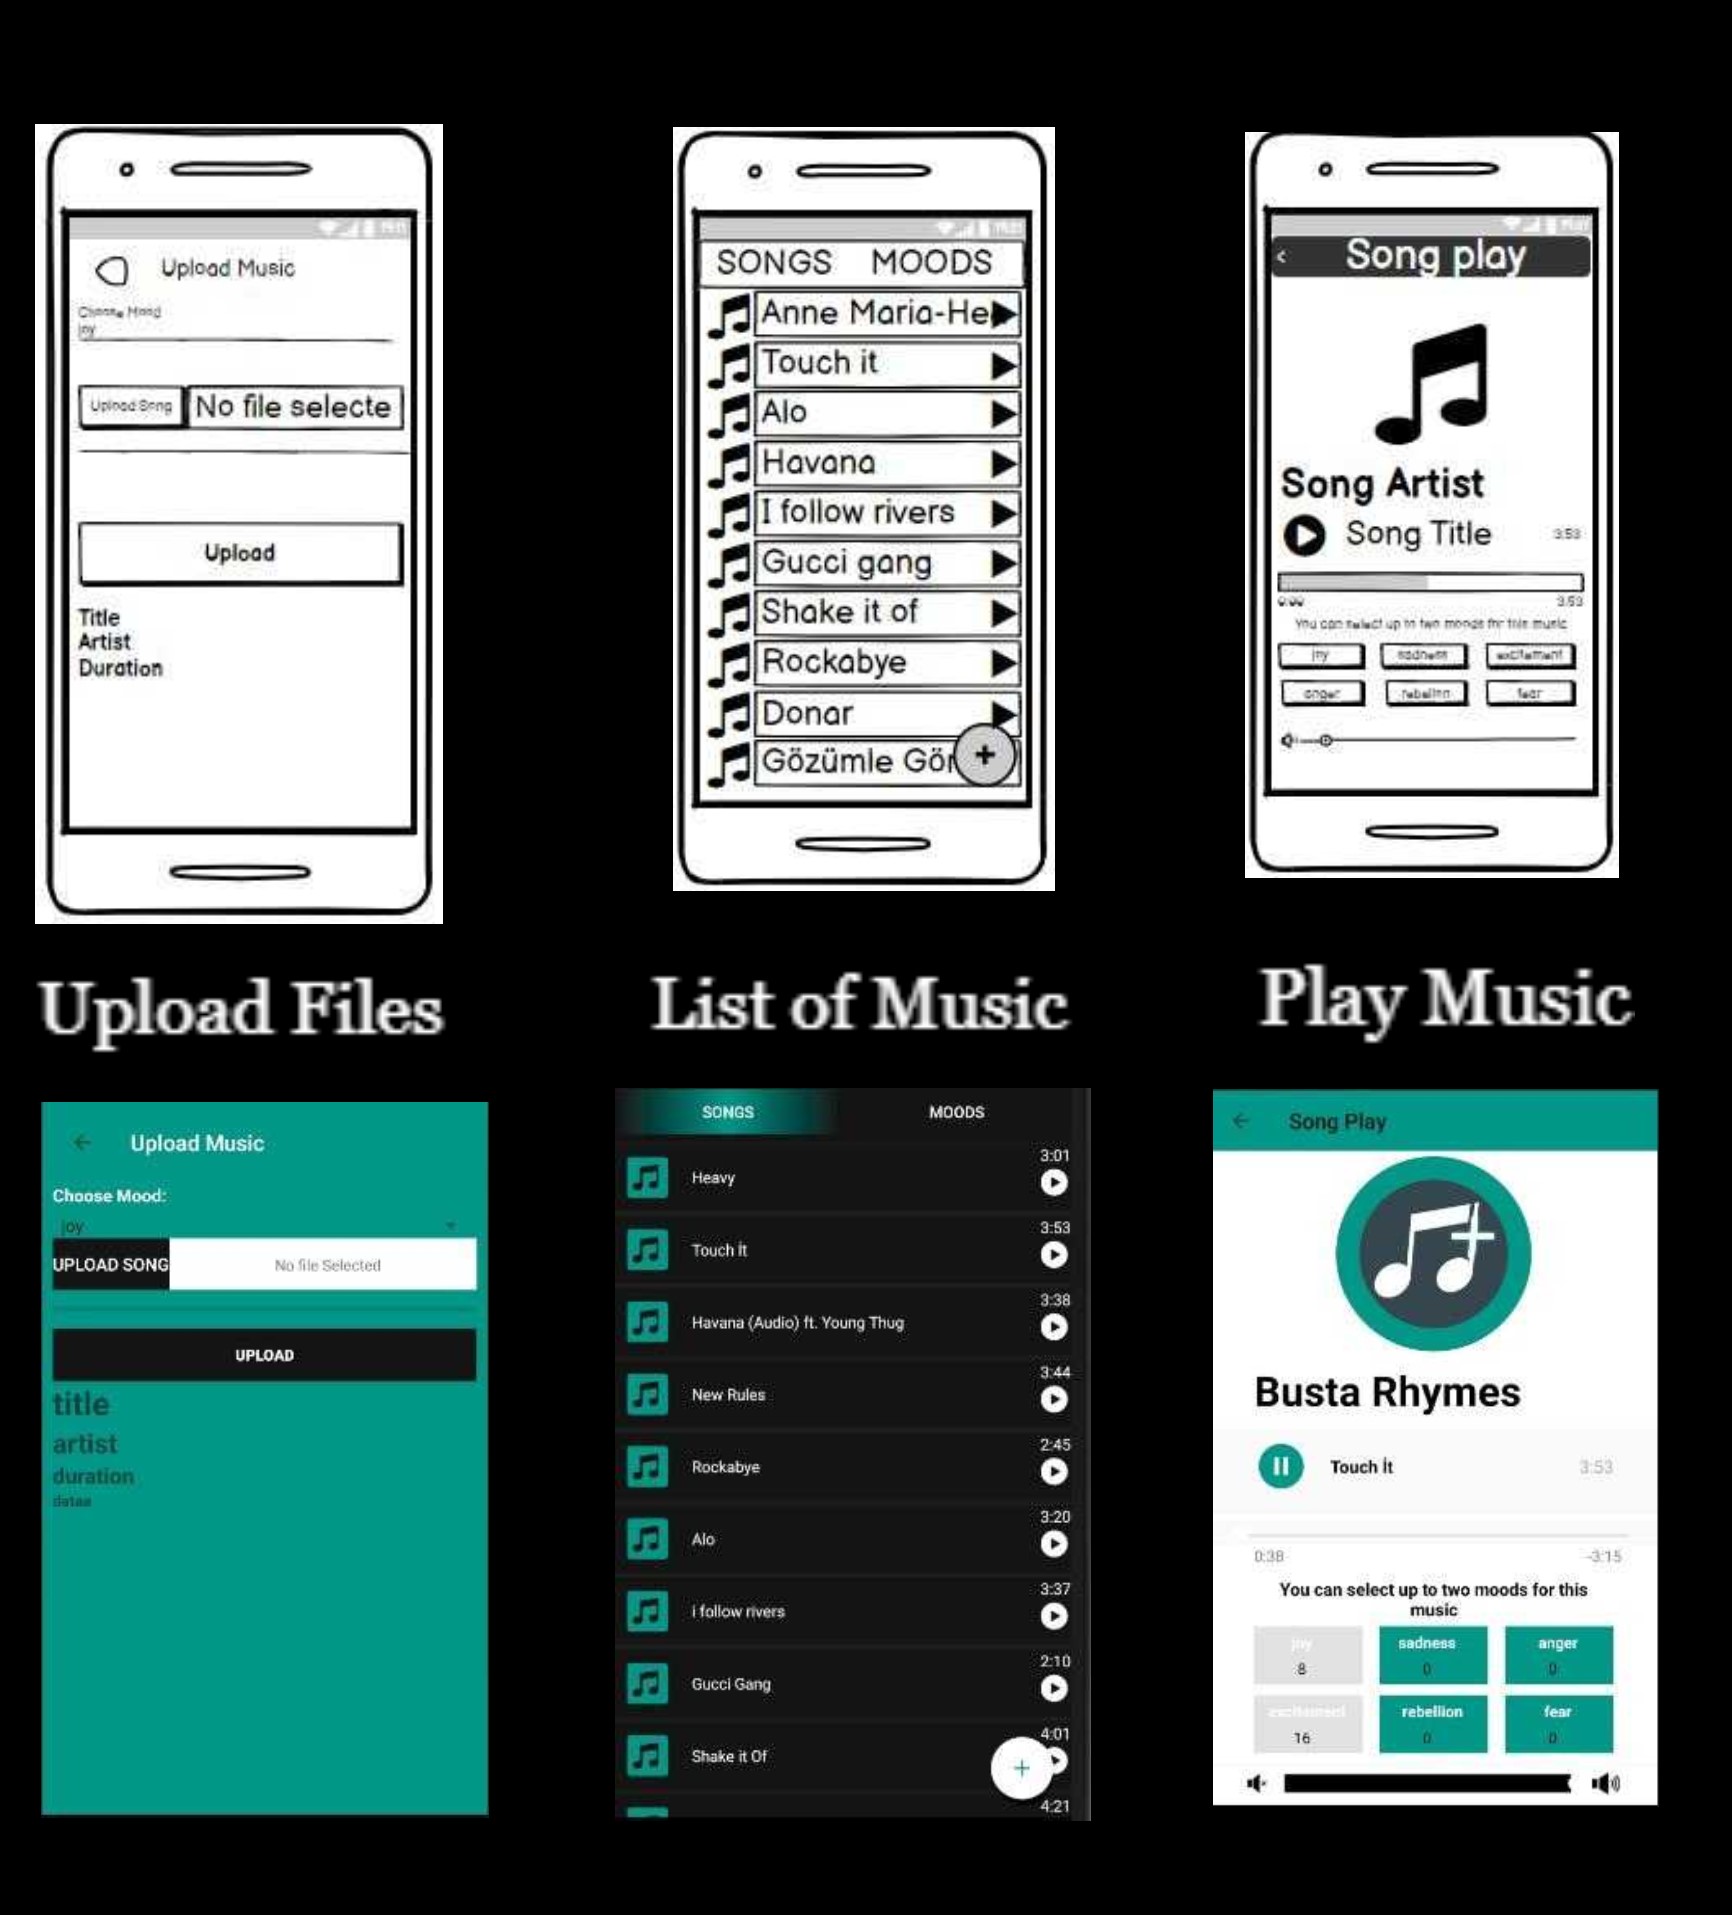 Upload Music
Choose Mood
joy
Upload Song No file selecte
Upload
Title
Artist
Duration
SONGS MOODS
Anne Maria-He
Touch it
Alo
Havana
I follow rivers
Gucci gang
Shake it of
Rockabye
Donar
Gözümle Gör
+
Song play
Song Artist
Song Title 3:53
0:00 3:53
You can select up to two moods for this music
joy sadness excitement
anger rebelion fear
Upload Files
List of Music
Play Music
Upload Music
Choose Mood:
joy
UPLOAD SONG No file Selected
UPLOAD
title
artist
duration
datas
SONGS MOODS
3:01
Heavy
3:53
Touch İt
3:38
Havana (Audio) ft. Young Thug
3:44
New Rules
2:45
Rockabye
3:20
Alo
3:37
i follow rivers
2:10
Gucci Gang
4:01
Shake it Of
+
4:21
Song Play
Busta Rhymes
Touch İt 3:53
0:38 -3:15
You can select up to two moods for this
music
joy sadness anger
8 0 0
excitement rebellion fear
16 0 0